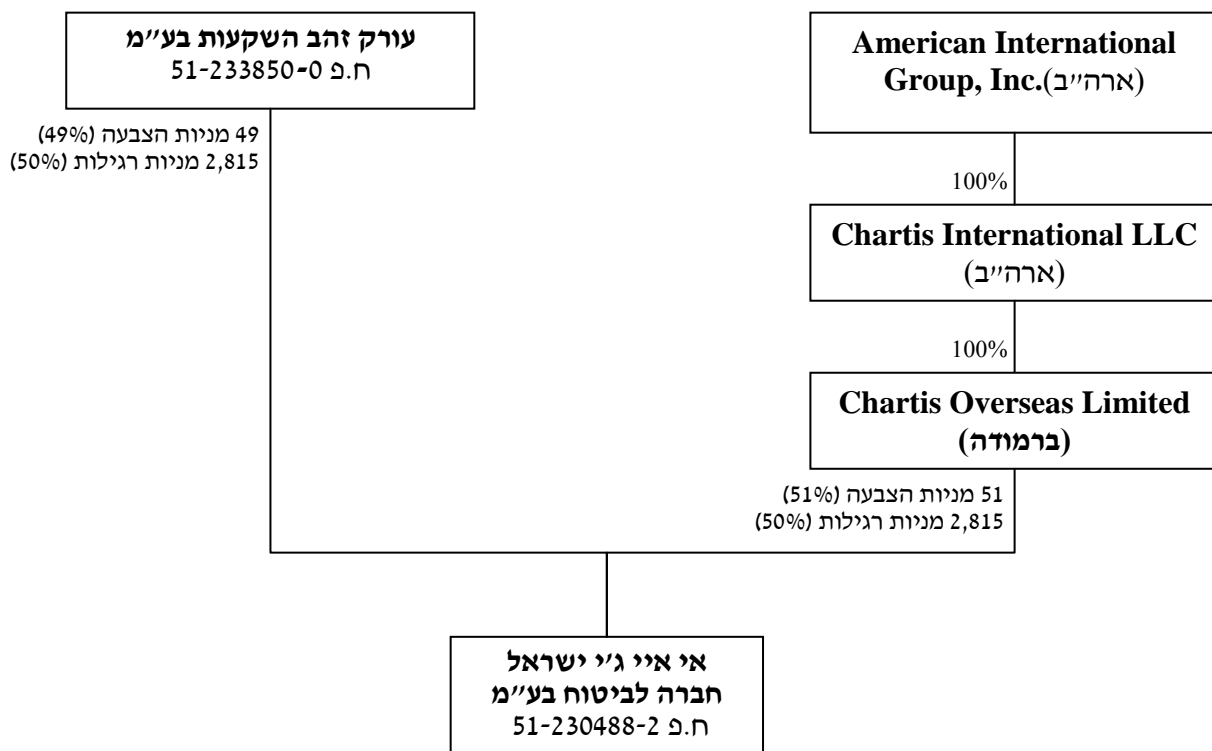 עורק זהב השקעות בע״מ
ח.פ 51-233850-0
49 מניות הצבעה (49%)
2,815 מניות רגילות (50%)
American International
Group, Inc.(ארה״ב)
100%
Chartis International LLC
(ארה״ב)
100%
Chartis Overseas Limited
(ברמודה)
51 מניות הצבעה (51%)
2,815 מניות רגילות (50%)
אי איי ג׳י ישראל
חברה לביטוח בע״מ
ח.פ 51-230488-2